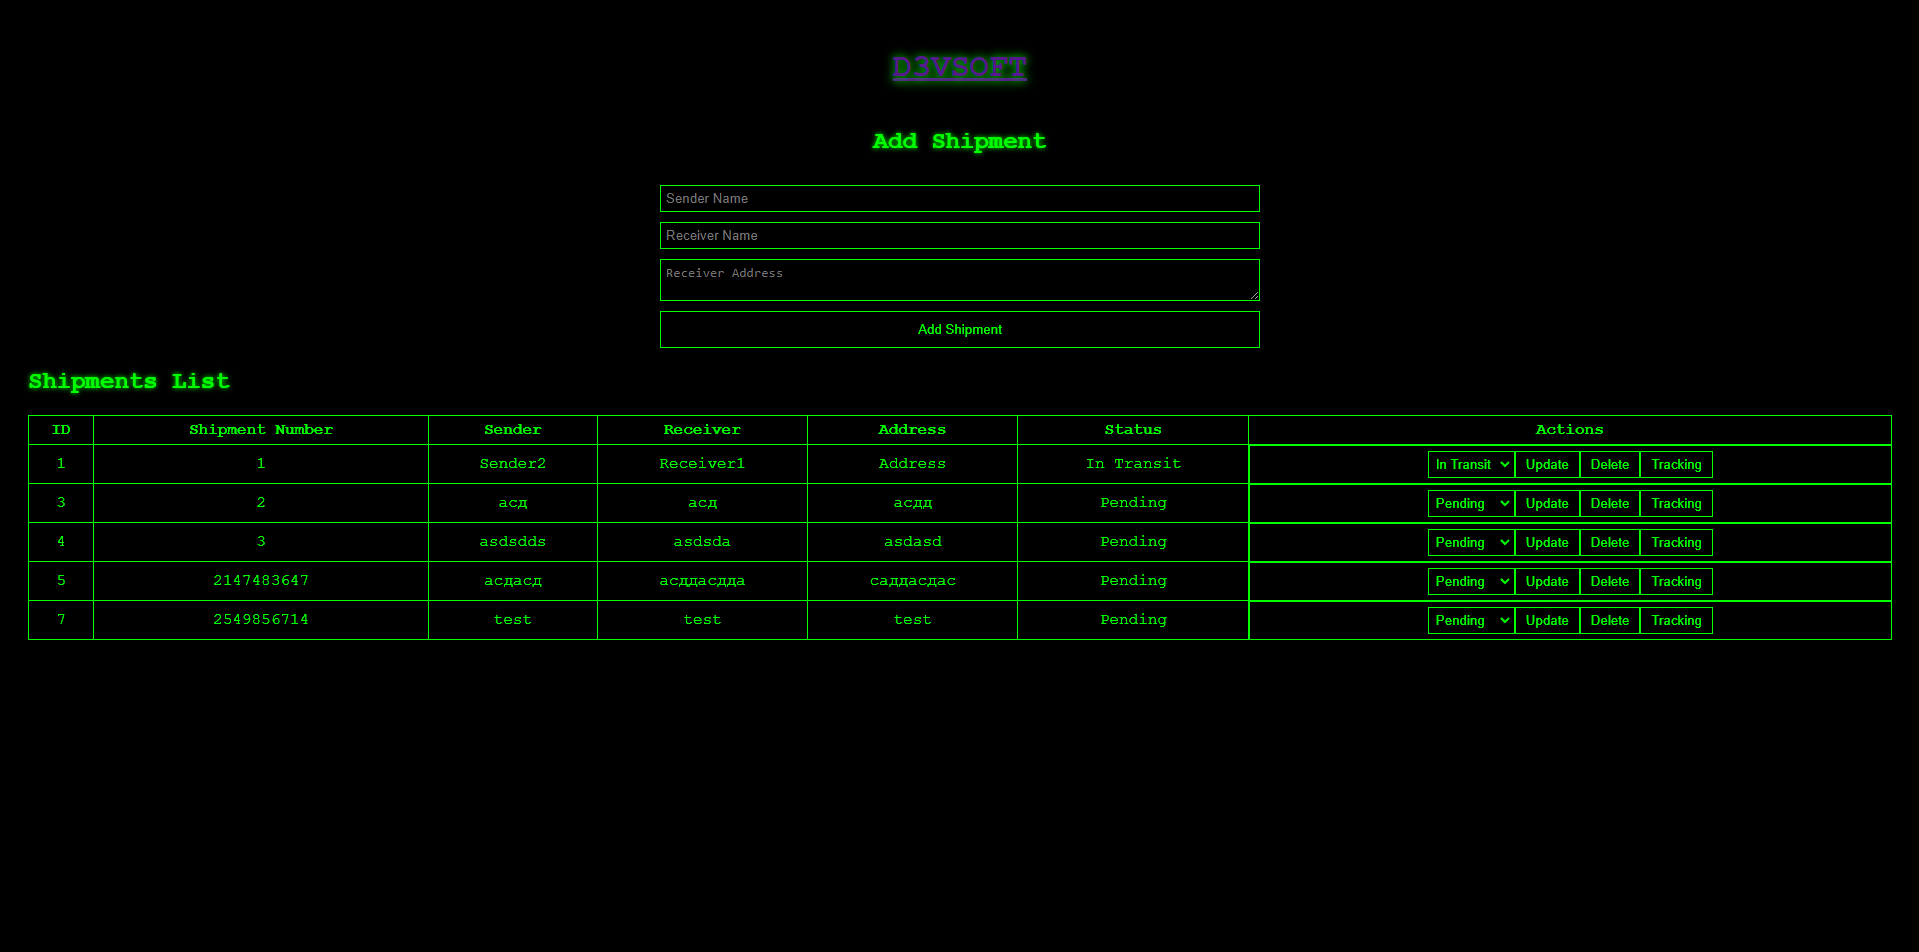 D3VSOFT
Add Shipment
Sender Name
Receiver Name
Receiver Address
Add Shipment
Shipments List
ID Shipment Number Sender Receiver Address Status Actions
1 1 Sender2 Receiver1 Address In Transit In Transit Update Delete Tracking
3 2 асд асд асдд Pending Pending Update Delete Tracking
4 3 asdsdds asdsda asdasd Pending Pending Update Delete Tracking
5 2147483647 асдасд асддасдда саддасдас Pending Pending Update Delete Tracking
7 2549856714 test test test Pending Pending Update Delete Tracking